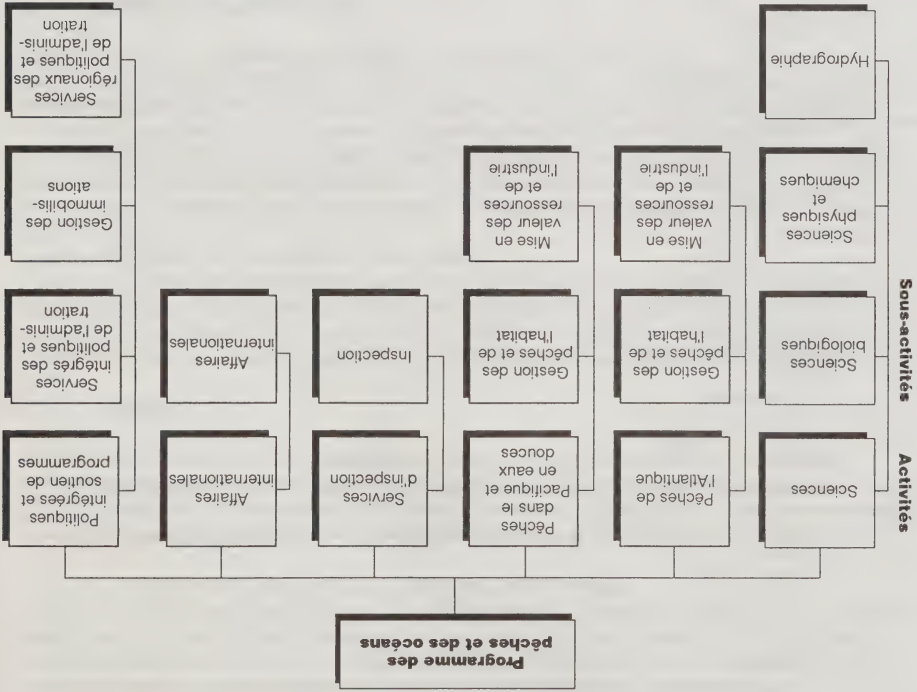 Programme des
pêches et des océans
Activités
Sciences
Pêches de
l'Atlantique
Pêches
dans le
Pacifique et
en eaux
douces
Services
d'inspection
Affaires
internationales
Politiques
intégrées et
soutien de
programmes
Sous-activités
Sciences
biologiques
Gestion des
pêches et de
l'habitat
Gestion des
pêches et de
l'habitat
Inspection
Affaires
internationales
Services
intégrés des
politiques et
de l'adminis-
tration
Sciences
physiques
et
chemiques
Mise en
valeur des
ressources
et de
l'industrie
Mise en
valeur des
ressources
et de
l'industrie
Gestion des
immobilis-
ations
Hydrographie
Services
régionaux des
politiques et
de l'adminis-
tration